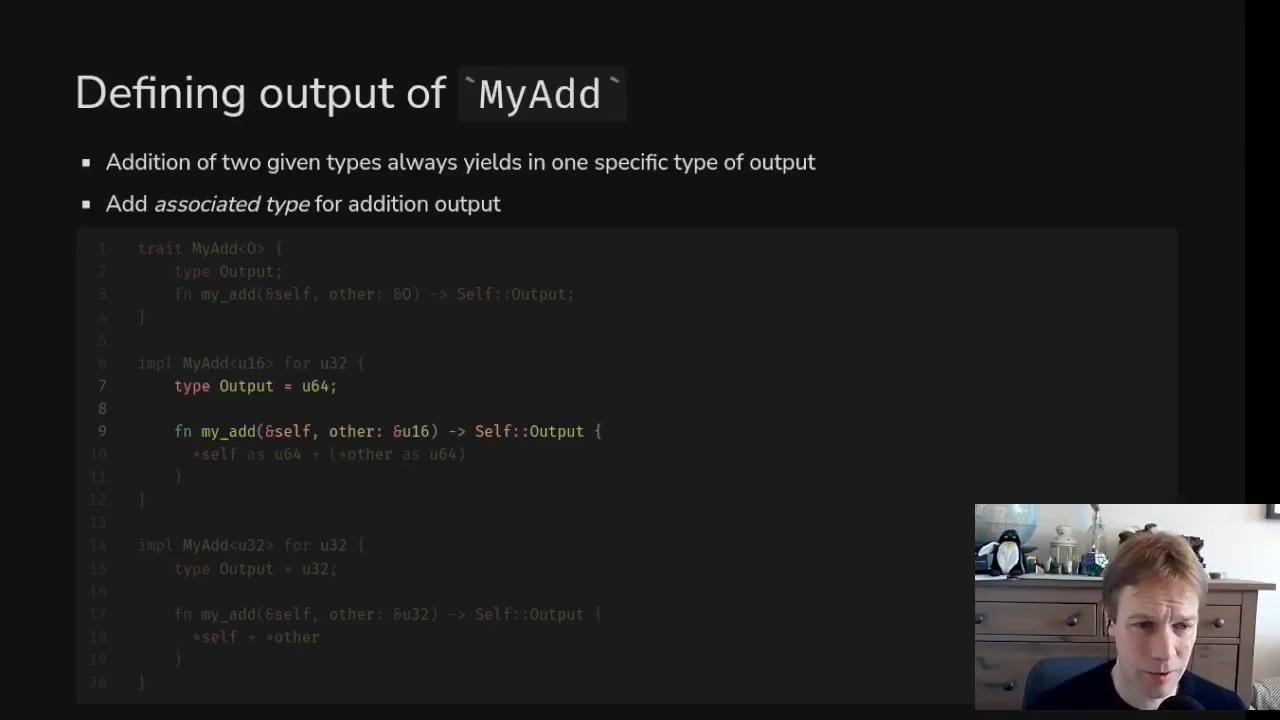 Defining output of `MyAdd`
▪ Addition of two given types always yields in one specific type of output
▪ Add associated type for addition output
1 trait MyAdd<O> {
2     type Output;
3     fn my_add(&self, other: &O) -> Self::Output;
4 }
5
6 impl MyAdd<u16> for u32 {
7     type Output = u64;
8
9     fn my_add(&self, other: &u16) -> Self::Output {
10       *self as u64 + (*other as u64)
11     }
12 }
13
14 impl MyAdd<u32> for u32 {
15     type Output = u32;
16
17     fn my_add(&self, other: &u32) -> Self::Output {
18       *self + *other
19     }
20 }